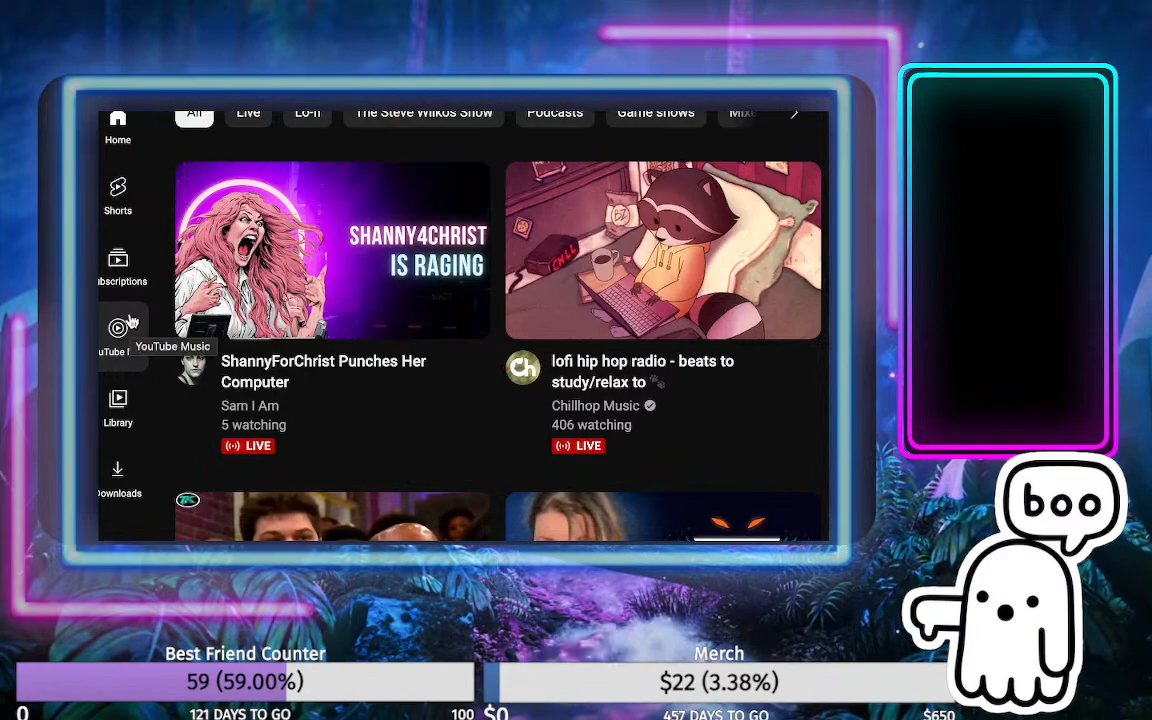 All
Live
Lo-fi
The Steve Wilkos Show
Podcasts
Game shows
Home
Shorts
YouTube Music
Library
SHANNY4CHRIST
IS RAGING
CHLL
ShannyForChrist Punches Her
Computer
Sam I Am
5 watching
LIVE
Ch
lofi hip hop radio - beats to
study/relax to
Chillhop Music
406 watching
LIVE
boo
Best Friend Counter
59 (59.00%)
0
121 DAYS TO GO
100
Merch
$22 (3.38%)
$0
457 DAYS TO GO
$650